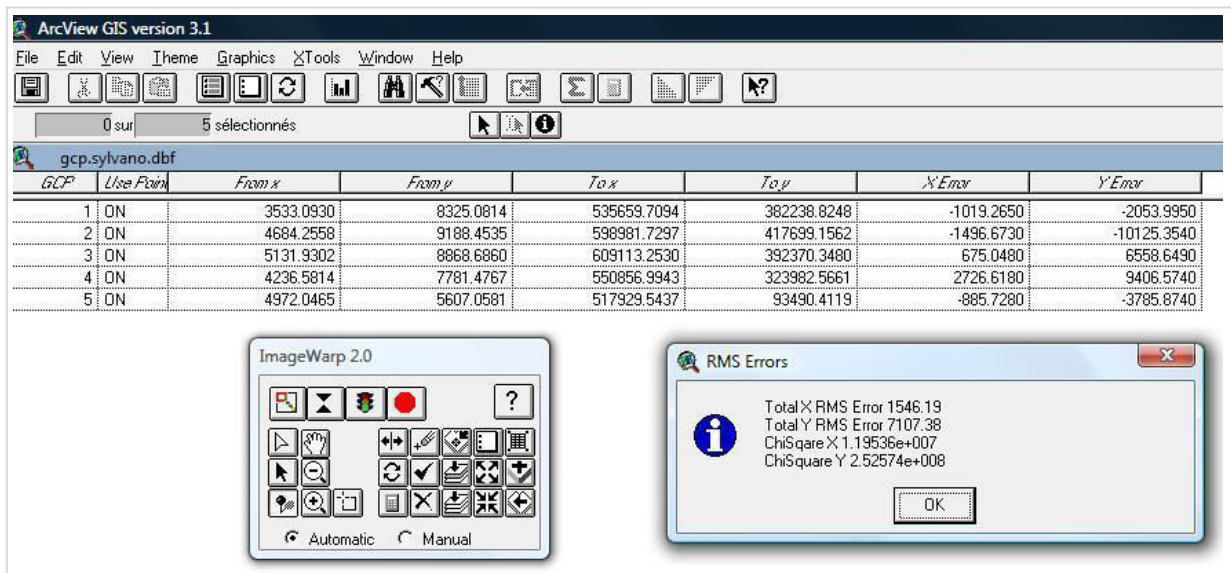 ArcView GIS version 3.1
File Edit View Theme Graphics XTools Window Help
0 sur 5 sélectionnés
gcp.sylvano.dbf
GCP Use Poin From x From y To x To y X Error Y Error
1 ON 3533.0930 8325.0814 535659.7094 382238.8248 -1019.2650 -2053.9950
2 ON 4684.2558 9188.4535 598981.7297 417699.1562 -1496.6730 -10125.3540
3 ON 5131.9302 8868.6860 609113.2530 392370.3480 675.0480 6558.6490
4 ON 4236.5814 7781.4767 550856.9943 323982.5661 2726.6180 9406.5740
5 ON 4972.0465 5607.0581 517929.5437 93490.4119 -885.7280 -3785.8740
ImageWarp 2.0
?
Automatic Manual
RMS Errors
Total X RMS Error 1546.19
Total Y RMS Error 7107.38
ChiSqare X 1.19536e+007
ChiSquare Y 2.52574e+008
OK